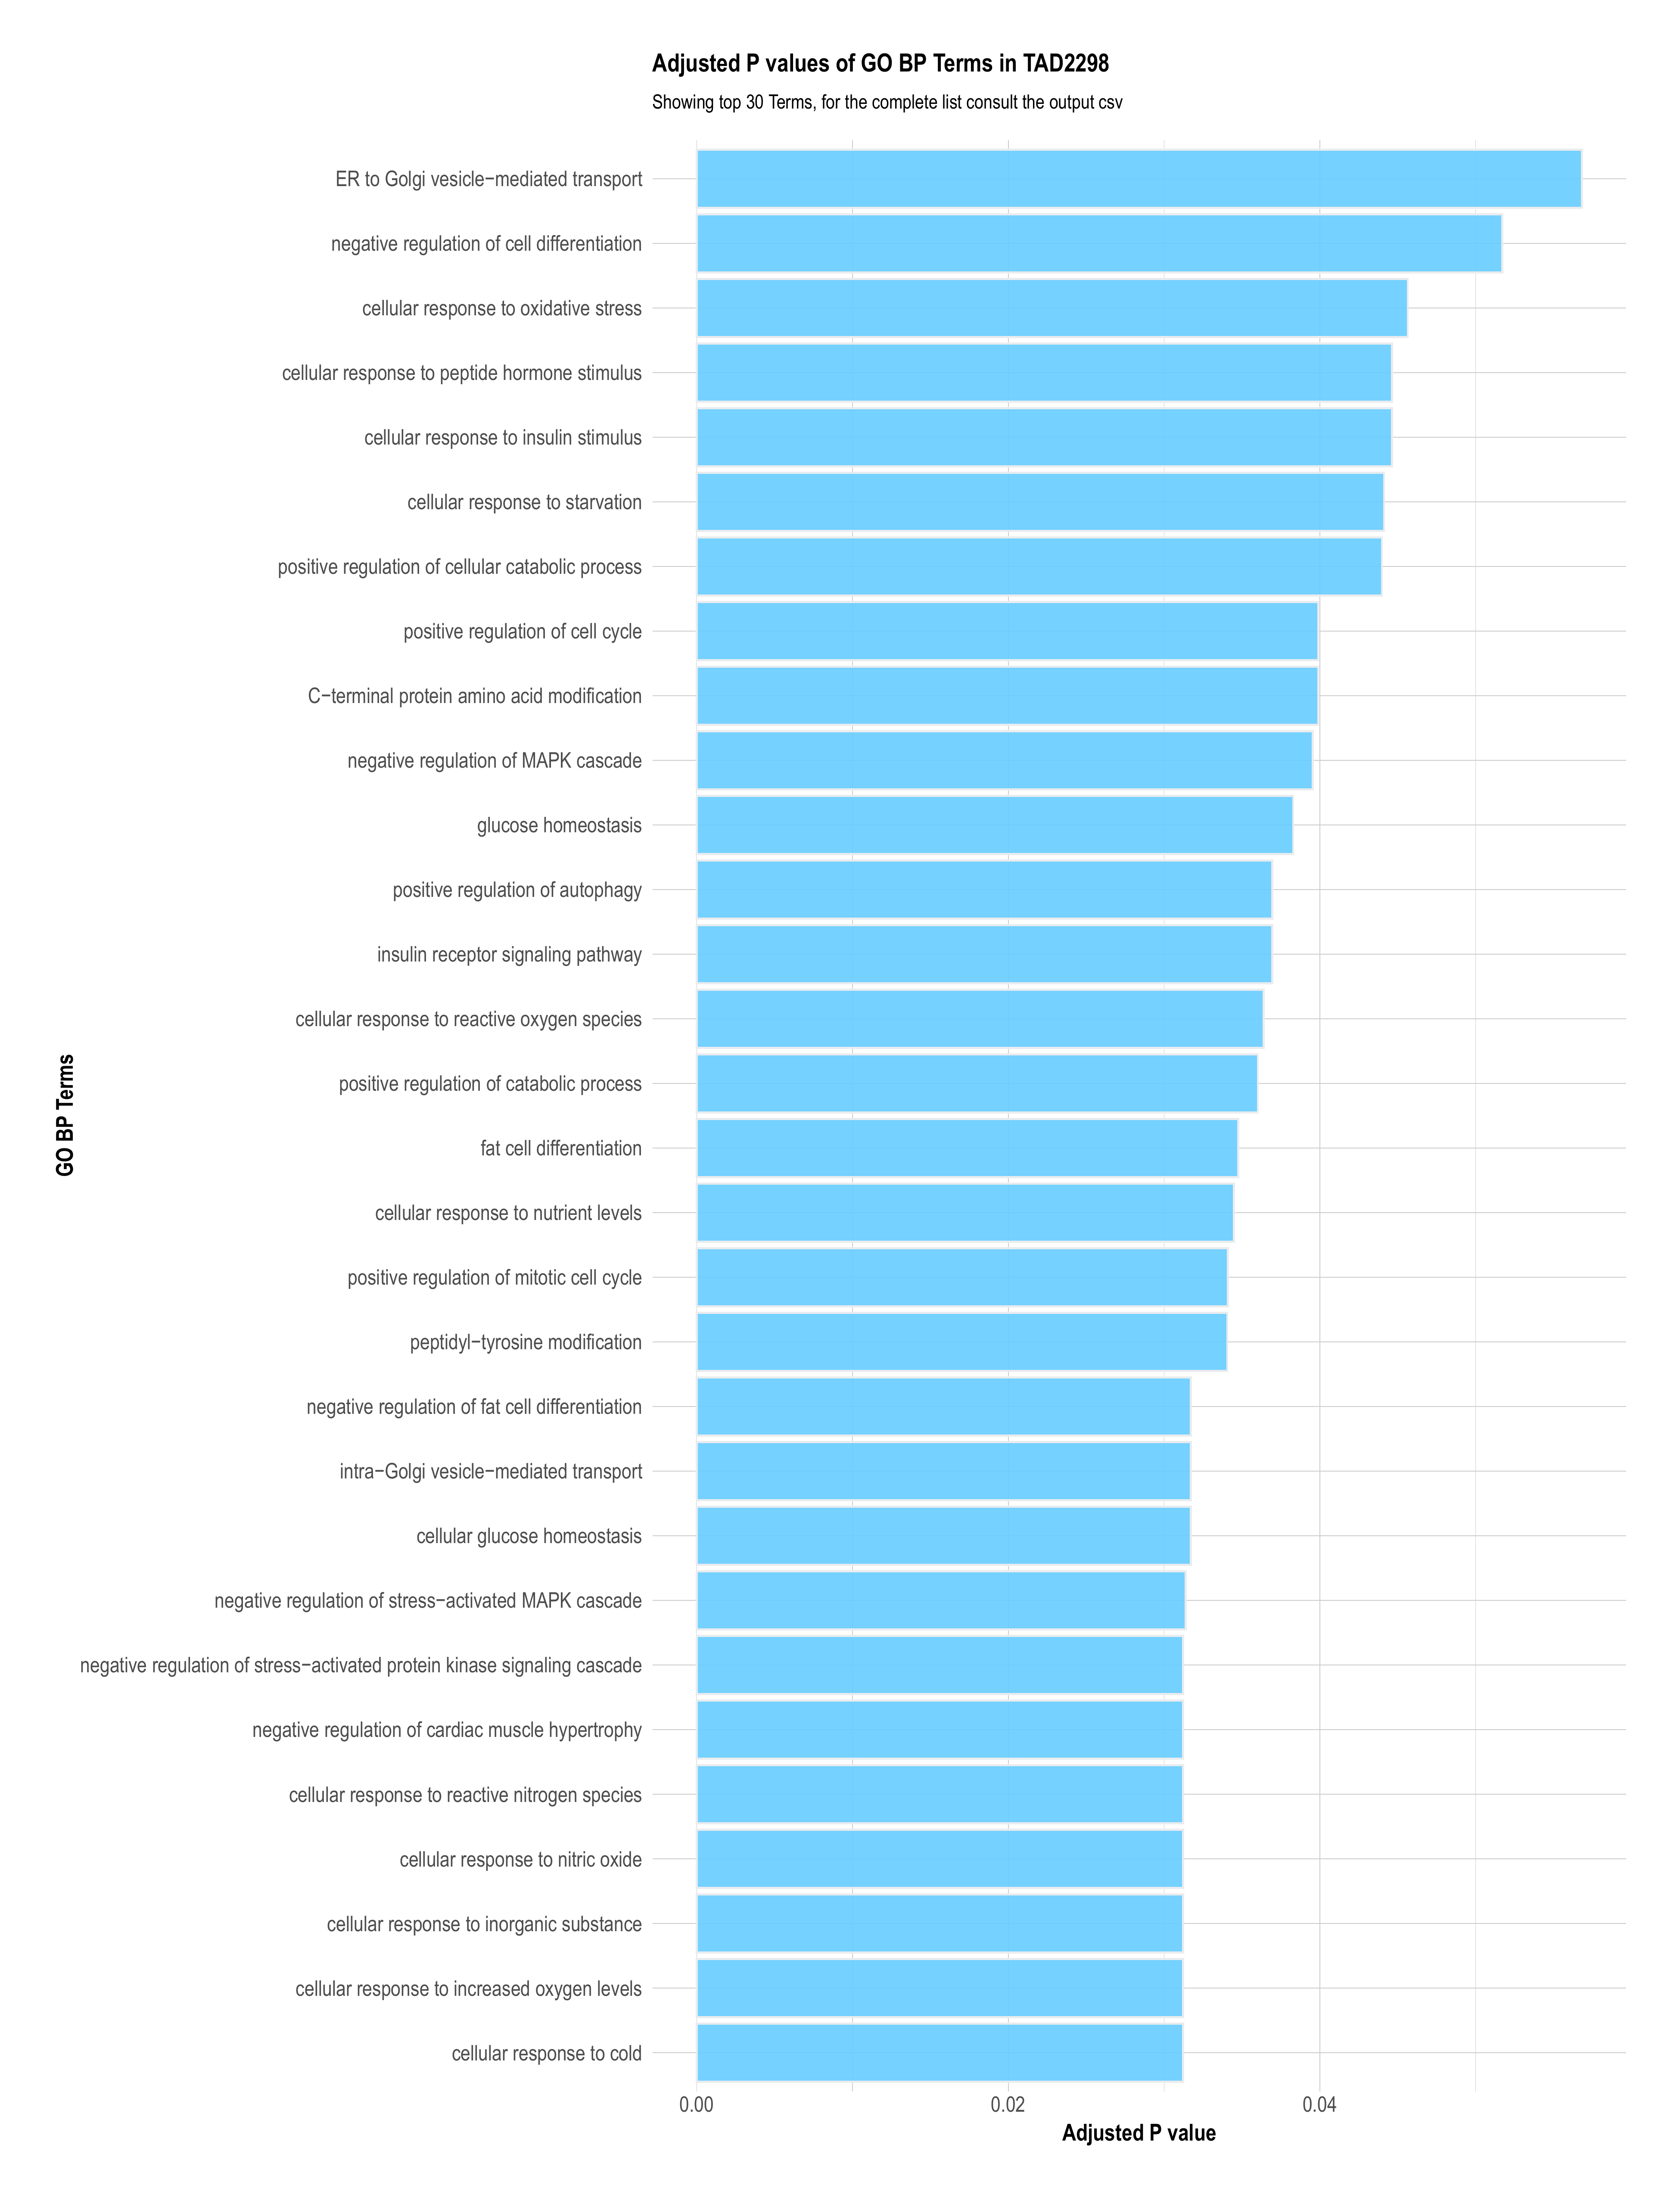 Adjusted P values of GO BP Terms in TAD2298
Showing top 30 Terms, for the complete list consult the output csv
ER to Golgi vesicle−mediated transport
negative regulation of cell differentiation
cellular response to oxidative stress
cellular response to peptide hormone stimulus
cellular response to insulin stimulus
cellular response to starvation
positive regulation of cellular catabolic process
positive regulation of cell cycle
C−terminal protein amino acid modification
negative regulation of MAPK cascade
glucose homeostasis
positive regulation of autophagy
insulin receptor signaling pathway
cellular response to reactive oxygen species
positive regulation of catabolic process
fat cell differentiation
cellular response to nutrient levels
positive regulation of mitotic cell cycle
peptidyl−tyrosine modification
negative regulation of fat cell differentiation
intra−Golgi vesicle−mediated transport
cellular glucose homeostasis
negative regulation of stress−activated MAPK cascade
negative regulation of stress−activated protein kinase signaling cascade
negative regulation of cardiac muscle hypertrophy
cellular response to reactive nitrogen species
cellular response to nitric oxide
cellular response to inorganic substance
cellular response to increased oxygen levels
cellular response to cold
GO BP Terms
0.00 0.02 0.04
Adjusted P value